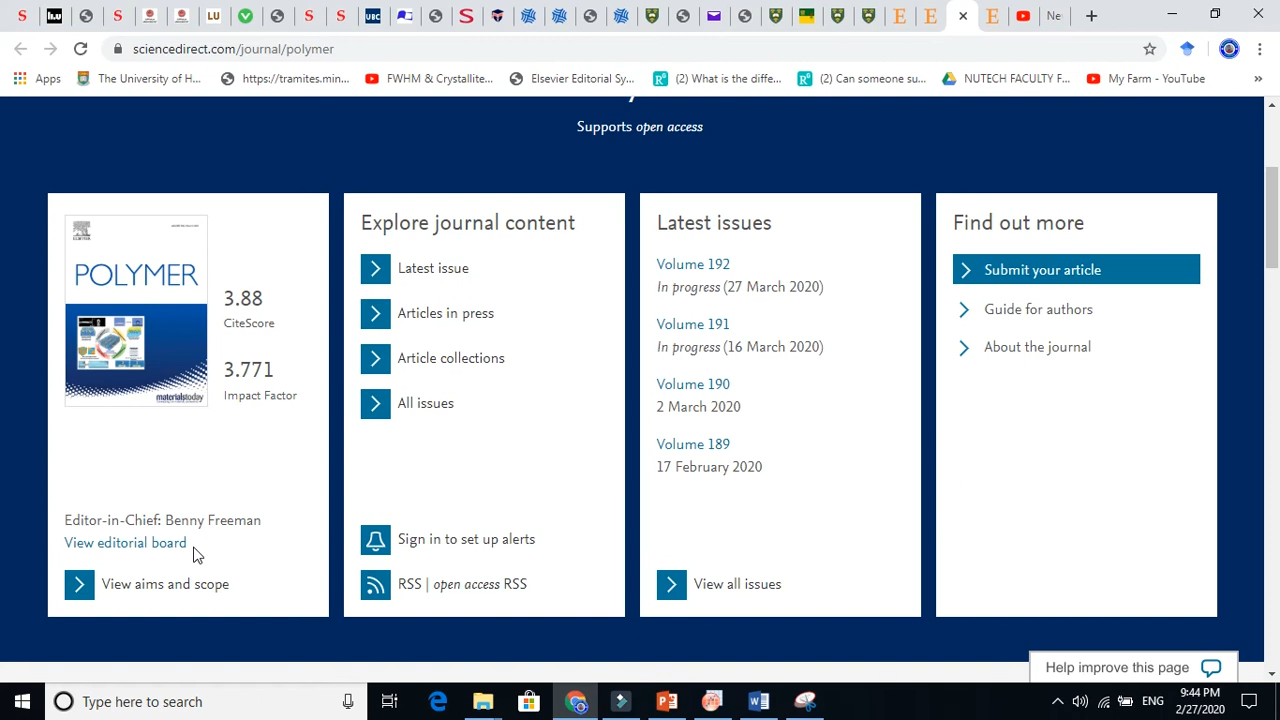 LU
UBC
Ne
sciencedirect.com/journal/polymer
Apps
The University of H...
https://tramites.min...
FWHM & Crystallite...
Elsevier Editorial Sy...
(2) What is the diffe...
(2) Can someone su...
NUTECH FACULTY F...
My Farm - YouTube
Supports open access
POLYMER
materialstoday
3.88
CiteScore
3.771
Impact Factor
Editor-in-Chief: Benny Freeman
View editorial board
View aims and scope
Explore journal content
Latest issue
Articles in press
Article collections
All issues
Sign in to set up alerts
RSS | open access RSS
Latest issues
Volume 192
In progress (27 March 2020)
Volume 191
In progress (16 March 2020)
Volume 190
2 March 2020
Volume 189
17 February 2020
View all issues
Find out more
Submit your article
Guide for authors
About the journal
Help improve this page
Type here to search
ENG
9:44 PM
2/27/2020